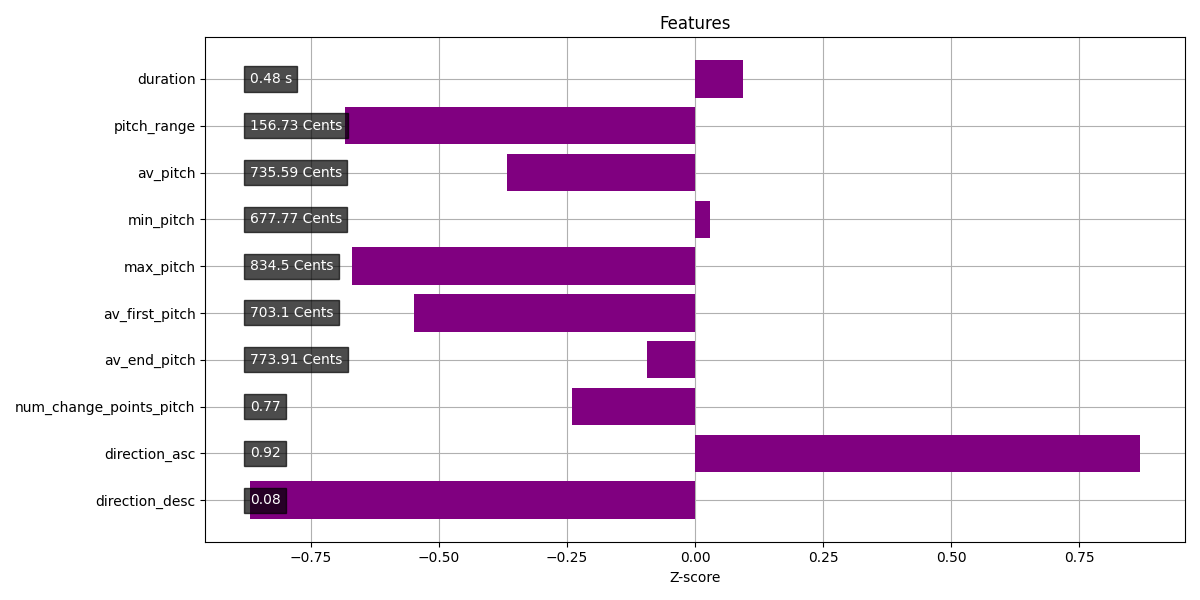 Features
duration 0.48 s
pitch_range 156.73 Cents
av_pitch 735.59 Cents
min_pitch 677.77 Cents
max_pitch 834.5 Cents
av_first_pitch 703.1 Cents
av_end_pitch 773.91 Cents
num_change_points_pitch 0.77
direction_asc 0.92
direction_desc 0.08
−0.75 −0.50 −0.25 0.00 0.25 0.50 0.75
Z-score